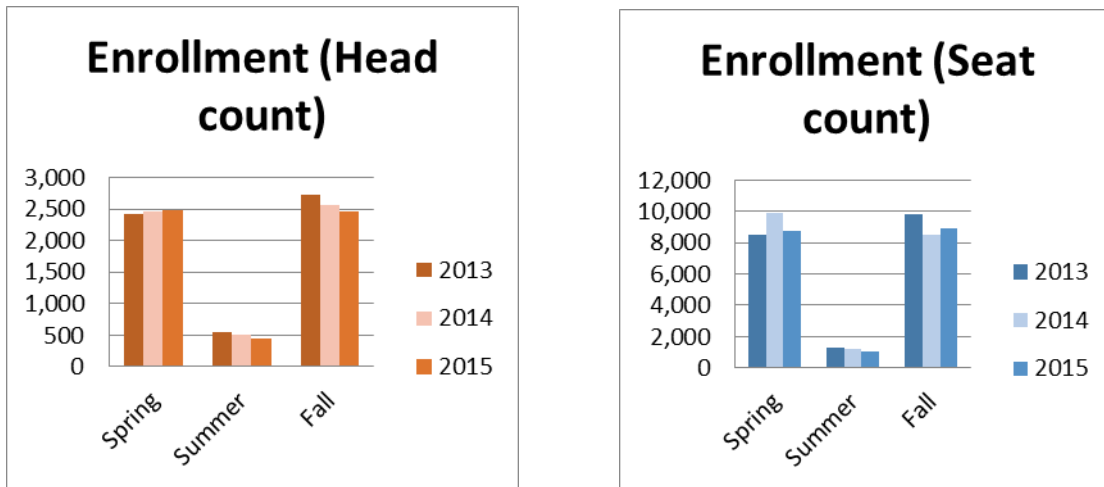 Enrollment (Head
count)
3,000
2,500
2,000
1,500
1,000
500
0
Spring
Summer
Fall
2013
2014
2015
Enrollment (Seat
count)
12,000
10,000
8,000
6,000
4,000
2,000
0
Spring
Summer
Fall
2013
2014
2015